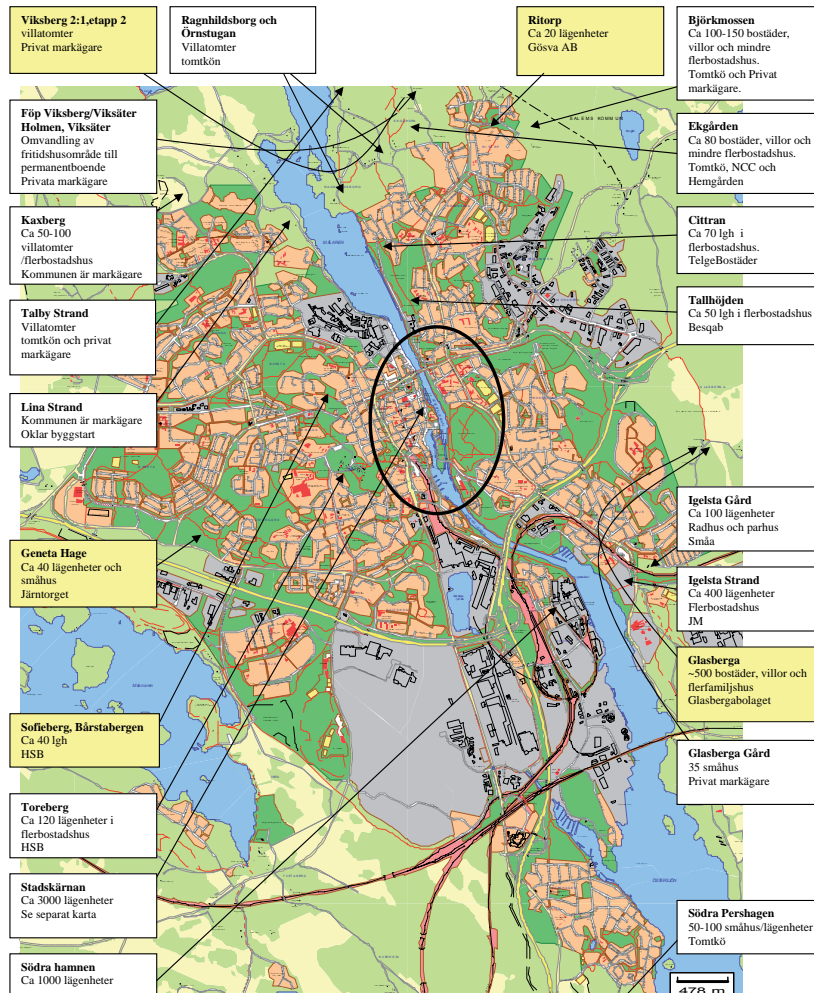 Viksberg 2:1,etapp 2
villatomter
Privat markägare
Ragnhildsborg och
Örnstugan
Villatomter
tomtkön
Ritorp
Ca 20 lägenheter
Gösva AB
Björkmossen
Ca 100-150 bostäder,
villor och mindre
flerbostadshus.
Tomtkö och Privat
markägare.
Föp Viksberg/Viksäter
Holmen, Viksäter
Omvandling av
fritidshusområde till
permanentboende
Privata markägare
Ekgården
Ca 80 bostäder, villor och
mindre flerbostadshus.
Tomtkö, NCC och
Hemgården
SALEMS KOMMUN
Kaxberg
Ca 50-100
villatomter
/flerbostadshus
Kommunen är markägare
Cittran
Ca 70 lgh i
flerbostadshus.
TelgeBostäder
Talby Strand
Villatomter
tomtkön och privat
markägare
Tallhöjden
Ca 50 lgh i flerbostadshus
Besqab
Lina Strand
Kommunen är markägare
Oklar byggstart
Igelsta Gård
Ca 100 lägenheter
Radhus och parhus
Småa
Geneta Hage
Ca 40 lägenheter och
småhus
Järntorget
Igelsta Strand
Ca 400 lägenheter
Flerbostadshus
JM
Glasberga
~500 bostäder, villor och
flerfamiljshus
Glasbergabolaget
Sofieberg, Bårstabergen
Ca 40 lgh
HSB
Glasberga Gård
35 småhus
Privat markägare
Toreberg
Ca 120 lägenheter i
flerbostadshus
HSB
Stadskärnan
Ca 3000 lägenheter
Se separat karta
Södra Pershagen
50-100 småhus/lägenheter
Tomtkö
Södra hamnen
Ca 1000 lägenheter
478 m